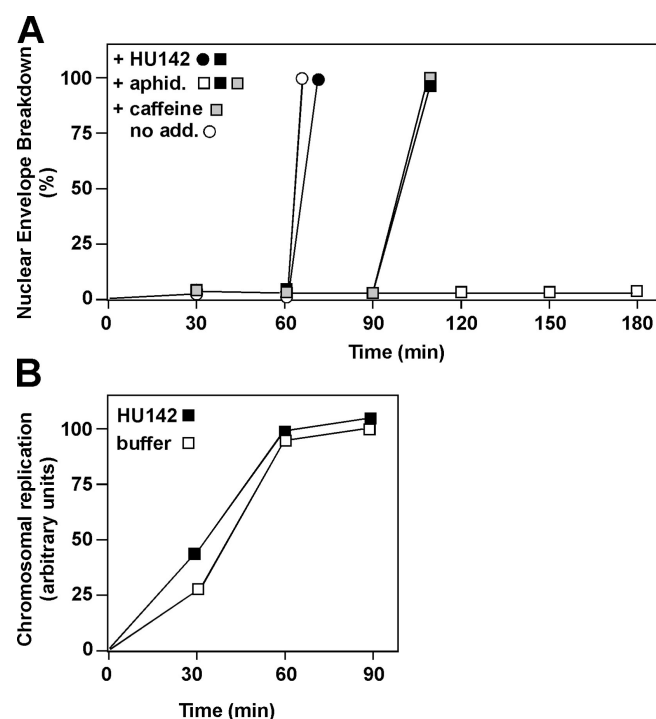 A
Nuclear Envelope Breakdown
(%)
+ HU142
+ aphid.
+ caffeine
no add.
100
75
50
25
0
0 30 60 90 120 150 180
Time (min)
B
Chromosomal replication
(arbitrary units)
HU142
buffer
100
75
50
25
0
0 30 60 90
Time (min)